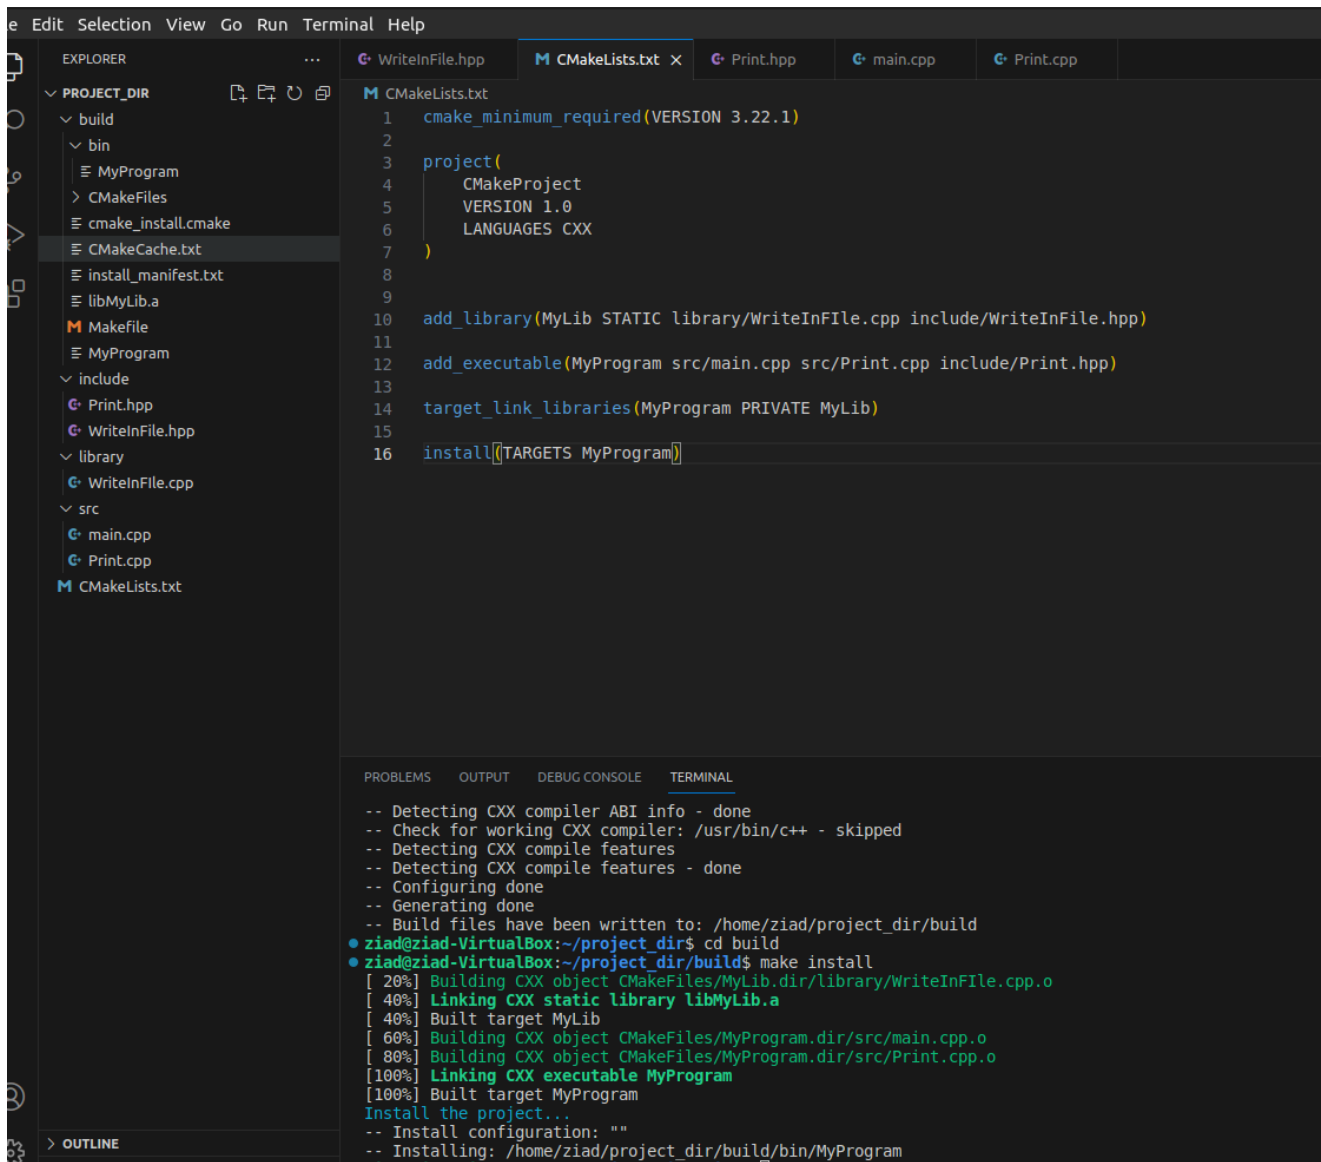 e Edit Selection View Go Run Terminal Help
EXPLORER
PROJECT_DIR
build
bin
MyProgram
CMakeFiles
cmake_install.cmake
CMakeCache.txt
install_manifest.txt
libMyLib.a
Makefile
MyProgram
include
Print.hpp
WriteInFile.hpp
library
WriteInFIle.cpp
src
main.cpp
Print.cpp
CMakeLists.txt
OUTLINE
WriteInFile.hpp CMakeLists.txt Print.hpp main.cpp Print.cpp
CMakeLists.txt
1 cmake_minimum_required(VERSION 3.22.1)
2
3 project(
4 CMakeProject
5 VERSION 1.0
6 LANGUAGES CXX
7 )
8
9
10 add_library(MyLib STATIC library/WriteInFIle.cpp include/WriteInFile.hpp)
11
12 add_executable(MyProgram src/main.cpp src/Print.cpp include/Print.hpp)
13
14 target_link_libraries(MyProgram PRIVATE MyLib)
15
16 install(TARGETS MyProgram)
PROBLEMS OUTPUT DEBUG CONSOLE TERMINAL
-- Detecting CXX compiler ABI info - done
-- Check for working CXX compiler: /usr/bin/c++ - skipped
-- Detecting CXX compile features
-- Detecting CXX compile features - done
-- Configuring done
-- Generating done
-- Build files have been written to: /home/ziad/project_dir/build
ziad@ziad-VirtualBox:~/project_dir$ cd build
ziad@ziad-VirtualBox:~/project_dir/build$ make install
[ 20%] Building CXX object CMakeFiles/MyLib.dir/library/WriteInFIle.cpp.o
[ 40%] Linking CXX static library libMyLib.a
[ 40%] Built target MyLib
[ 60%] Building CXX object CMakeFiles/MyProgram.dir/src/main.cpp.o
[ 80%] Building CXX object CMakeFiles/MyProgram.dir/src/Print.cpp.o
[100%] Linking CXX executable MyProgram
[100%] Built target MyProgram
Install the project...
-- Install configuration: ""
-- Installing: /home/ziad/project_dir/build/bin/MyProgram